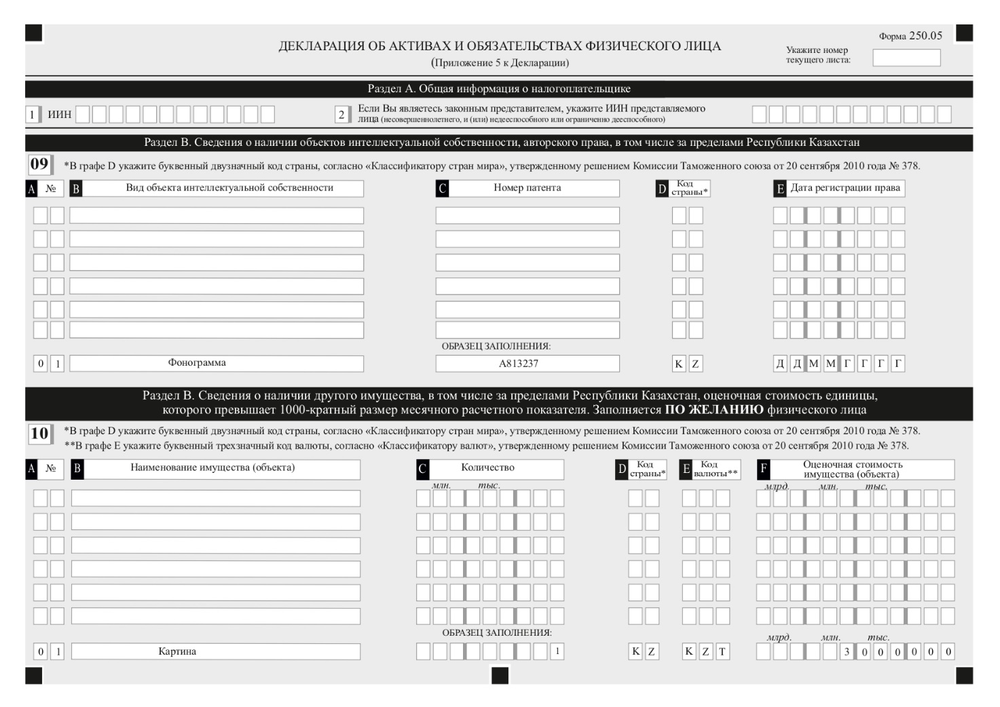 Форма 250.05
ДЕКЛАРАЦИЯ ОБ АКТИВАХ И ОБЯЗАТЕЛЬСТВАХ ФИЗИЧЕСКОГО ЛИЦА
(Приложение 5 к Декларации)
Укажите номер
текущего листа:
Раздел А. Общая информация о налогоплательщике
1 ИИН
2 Если Вы являетесь законным представителем, укажите ИИН представляемого
лица (несовершеннолетнего, и (или) недееспособного или ограниченно дееспособного)
Раздел В. Сведения о наличии объектов интеллектуальной собственности, авторского права, в том числе за пределами Республики Казахстан
09 *В графе D укажите буквенный двузначный код страны, согласно «Классификатору стран мира», утвержденному решением Комиссии Таможенного союза от 20 сентября 2010 года № 378.
A № B Вид объекта интеллектуальной собственности C Номер патента D Код страны* E Дата регистрации права
ОБРАЗЕЦ ЗАПОЛНЕНИЯ:
0 1 Фонограмма А813237 K Z Д Д М М Г Г Г Г
Раздел В. Сведения о наличии другого имущества, в том числе за пределами Республики Казахстан, оценочная стоимость единицы,
которого превышает 1000-кратный размер месячного расчетного показателя. Заполняется ПО ЖЕЛАНИЮ физического лица
10 *В графе D укажите буквенный двузначный код страны, согласно «Классификатору стран мира», утвержденному решением Комиссии Таможенного союза от 20 сентября 2010 года № 378.
**В графе E укажите буквенный трехзначный код валюты, согласно «Классификатору валют», утвержденному решением Комиссии Таможенного союза от 20 сентября 2010 года № 378.
A № B Наименование имущества (объекта) C Количество D Код страны* E Код валюты** F Оценочная стоимость имущества (объекта)
млн. тыс. млрд. млн. тыс.
ОБРАЗЕЦ ЗАПОЛНЕНИЯ:
млрд. млн. тыс.
0 1 Картина 1 K Z K Z T 3 0 0 0 0 0 0